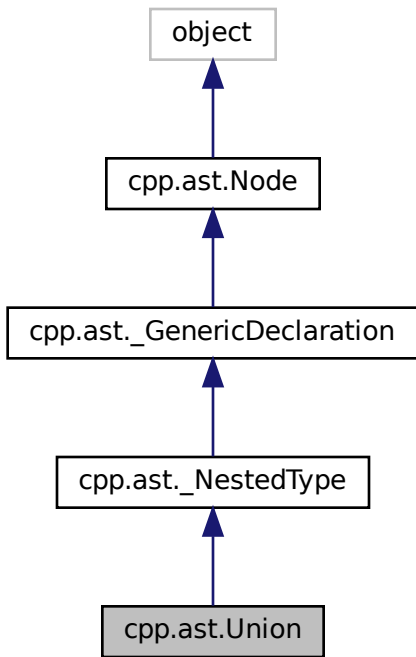 object
cpp.ast.Node
cpp.ast._GenericDeclaration
cpp.ast._NestedType
cpp.ast.Union